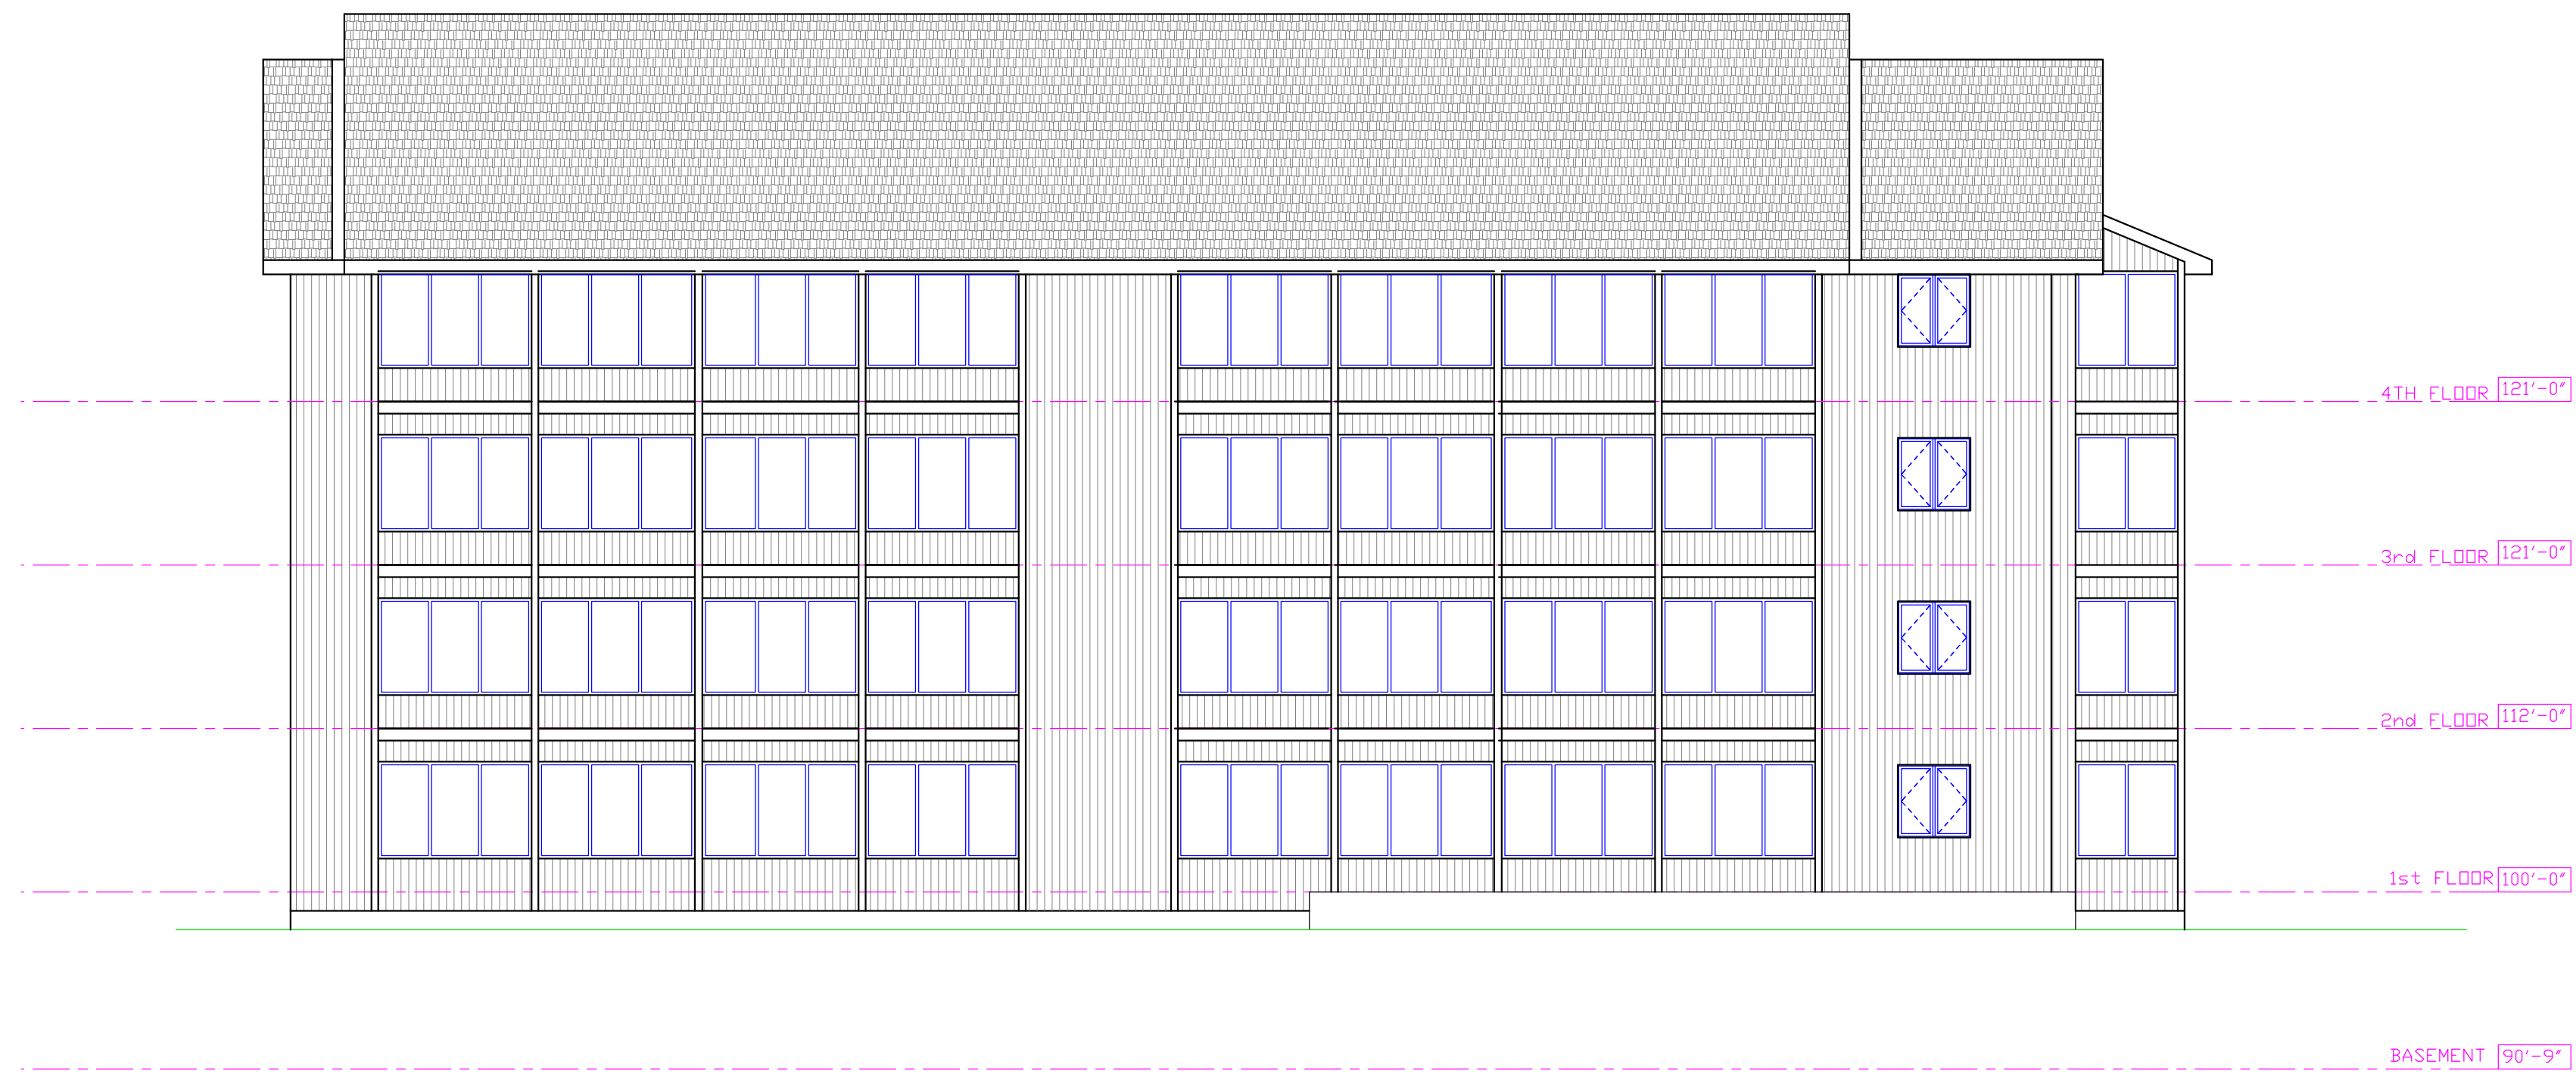 4TH FLOOR 121'-0"
3rd FLOOR 121'-0"
2nd FLOOR 112'-0"
1st FLOOR 100'-0"
BASEMENT 90'-9"